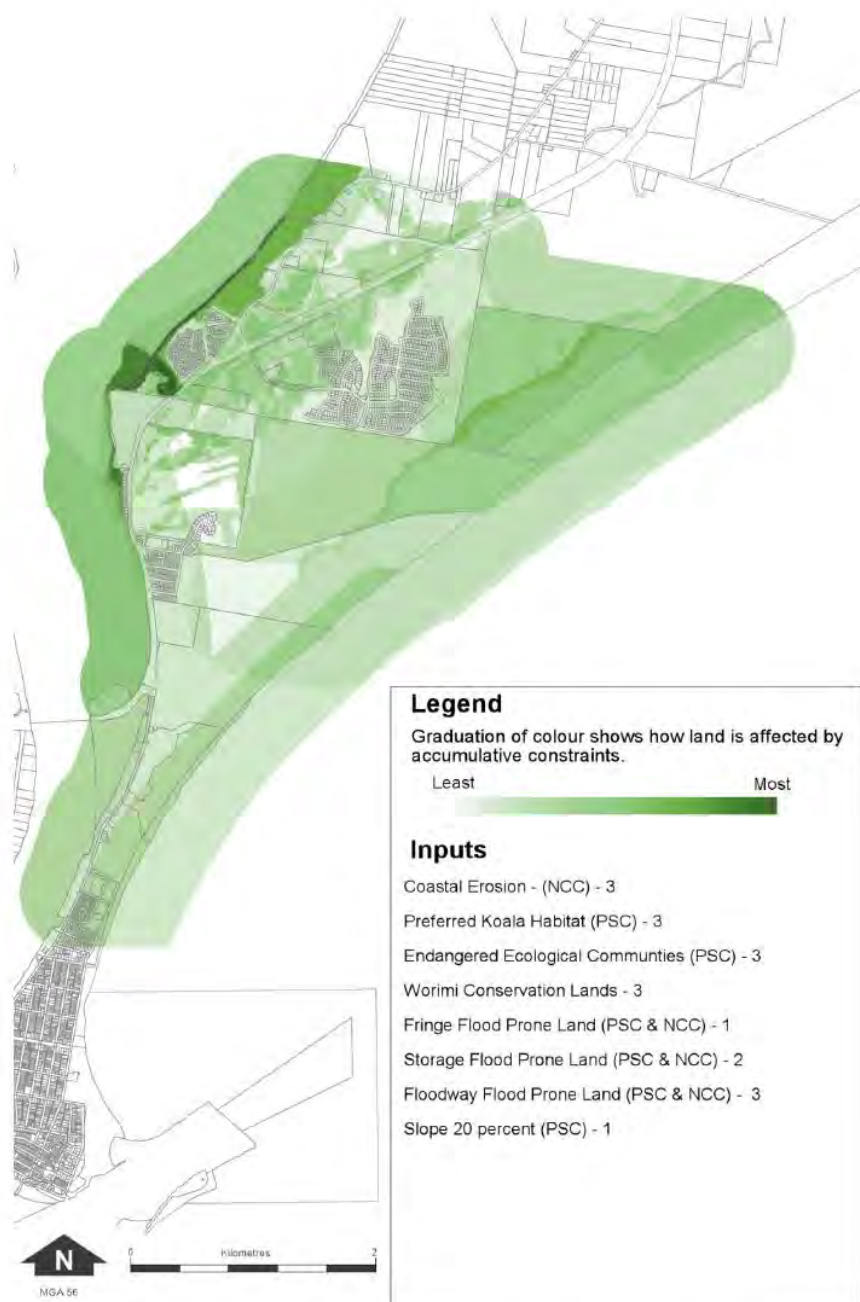 Legend
Graduation of colour shows how land is affected by
accumulative constraints.
Least Most
Inputs
Coastal Erosion - (NCC) - 3
Preferred Koala Habitat (PSC) - 3
Endangered Ecological Communties (PSC) - 3
Worimi Conservation Lands - 3
Fringe Flood Prone Land (PSC & NCC) - 1
Storage Flood Prone Land (PSC & NCC) - 2
Floodway Flood Prone Land (PSC & NCC) - 3
Slope 20 percent (PSC) - 1
N
MGA 56
0 Kilometres 2